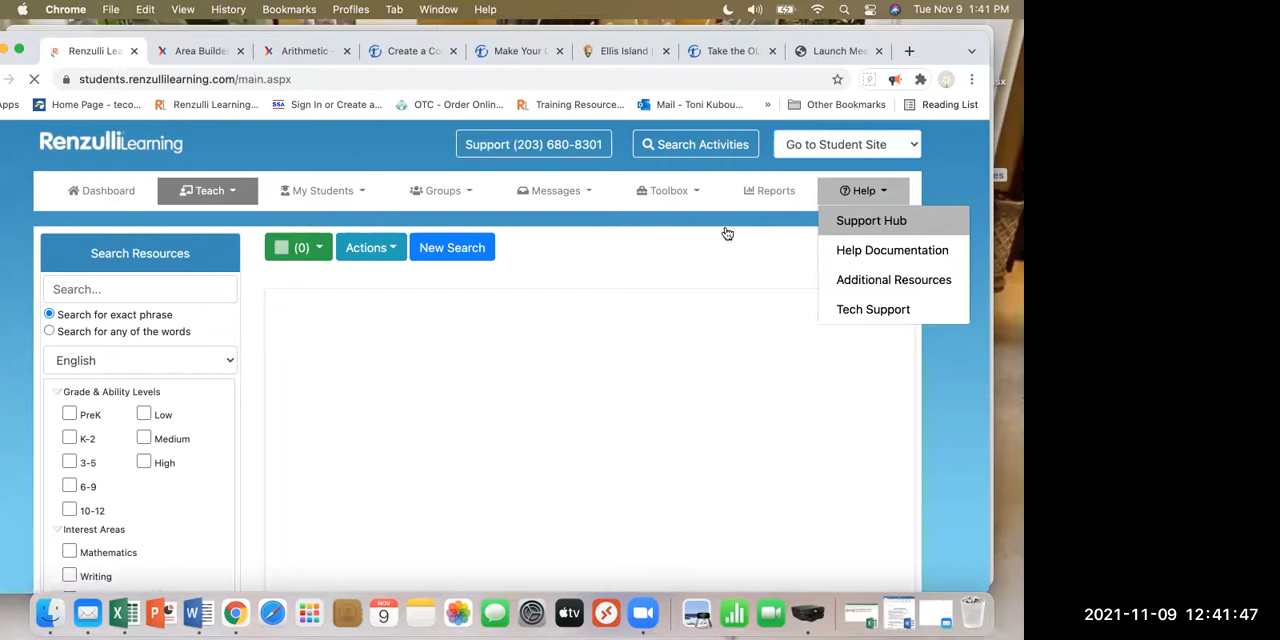 Chrome File Edit View History Bookmarks Profiles Tab Window Help Tue Nov 9 1:41 PM
Renzulli Lea Area Builde Arithmetic - Create a Co Make Your Ellis Island Take the OL Launch Mee
students.renzullilearning.com/main.aspx
Apps Home Page - teco... Renzulli Learning... Sign In or Create a... OTC - Order Onlin... Training Resource... Mail - Toni Kubou... » Other Bookmarks Reading List
RenzulliLearning Support (203) 680-8301 Search Activities Go to Student Site
Dashboard Teach My Students Groups Messages Toolbox Reports Help
Support Hub
Help Documentation
Additional Resources
Tech Support
Search Resources (0) Actions New Search
Search...
Search for exact phrase
Search for any of the words
English
Grade & Ability Levels
PreK Low
K-2 Medium
3-5 High
6-9
10-12
Interest Areas
Mathematics
Writing
NOV
9
tv
2021-11-09 12:41:47